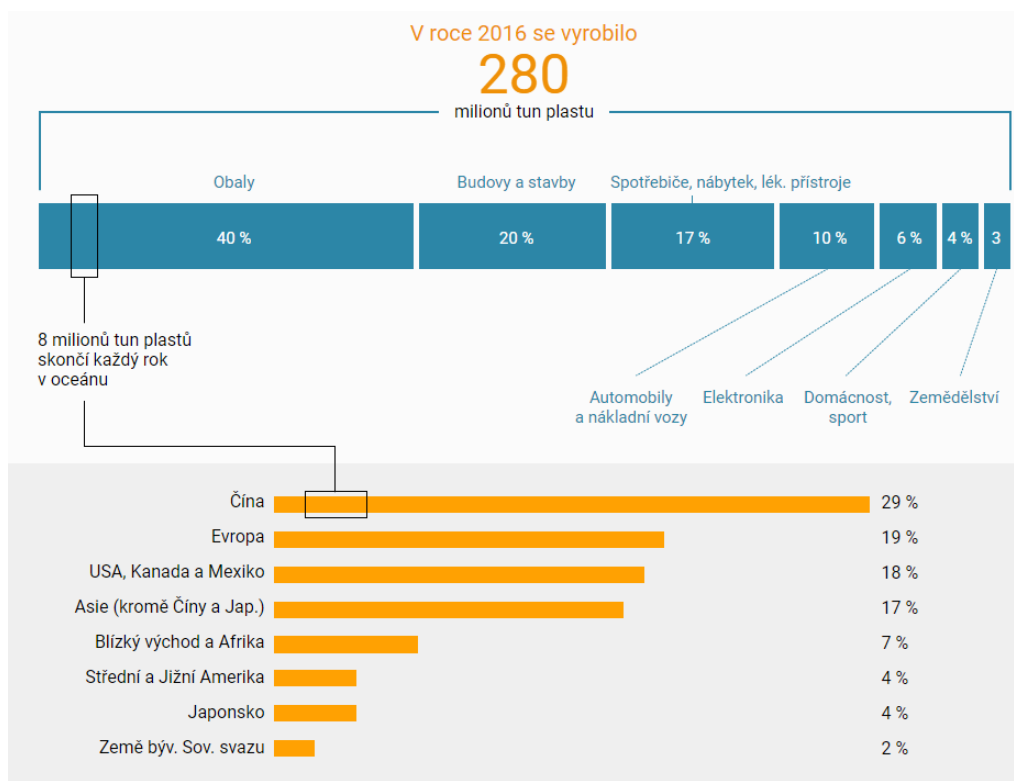 V roce 2016 se vyrobilo
280
milionů tun plastu
Obaly
Budovy a stavby
Spotřebiče, nábytek, lék. přístroje
40 %
20 %
17 %
10 %
6 %
4 %
3
8 milionů tun plastů
skončí každý rok
v oceánu
Automobily
a nákladní vozy
Elektronika
Domácnost,
sport
Zemědělství
Čína 29 %
Evropa 19 %
USA, Kanada a Mexiko 18 %
Asie (kromě Číny a Jap.) 17 %
Blízký východ a Afrika 7 %
Střední a Jižní Amerika 4 %
Japonsko 4 %
Země býv. Sov. svazu 2 %